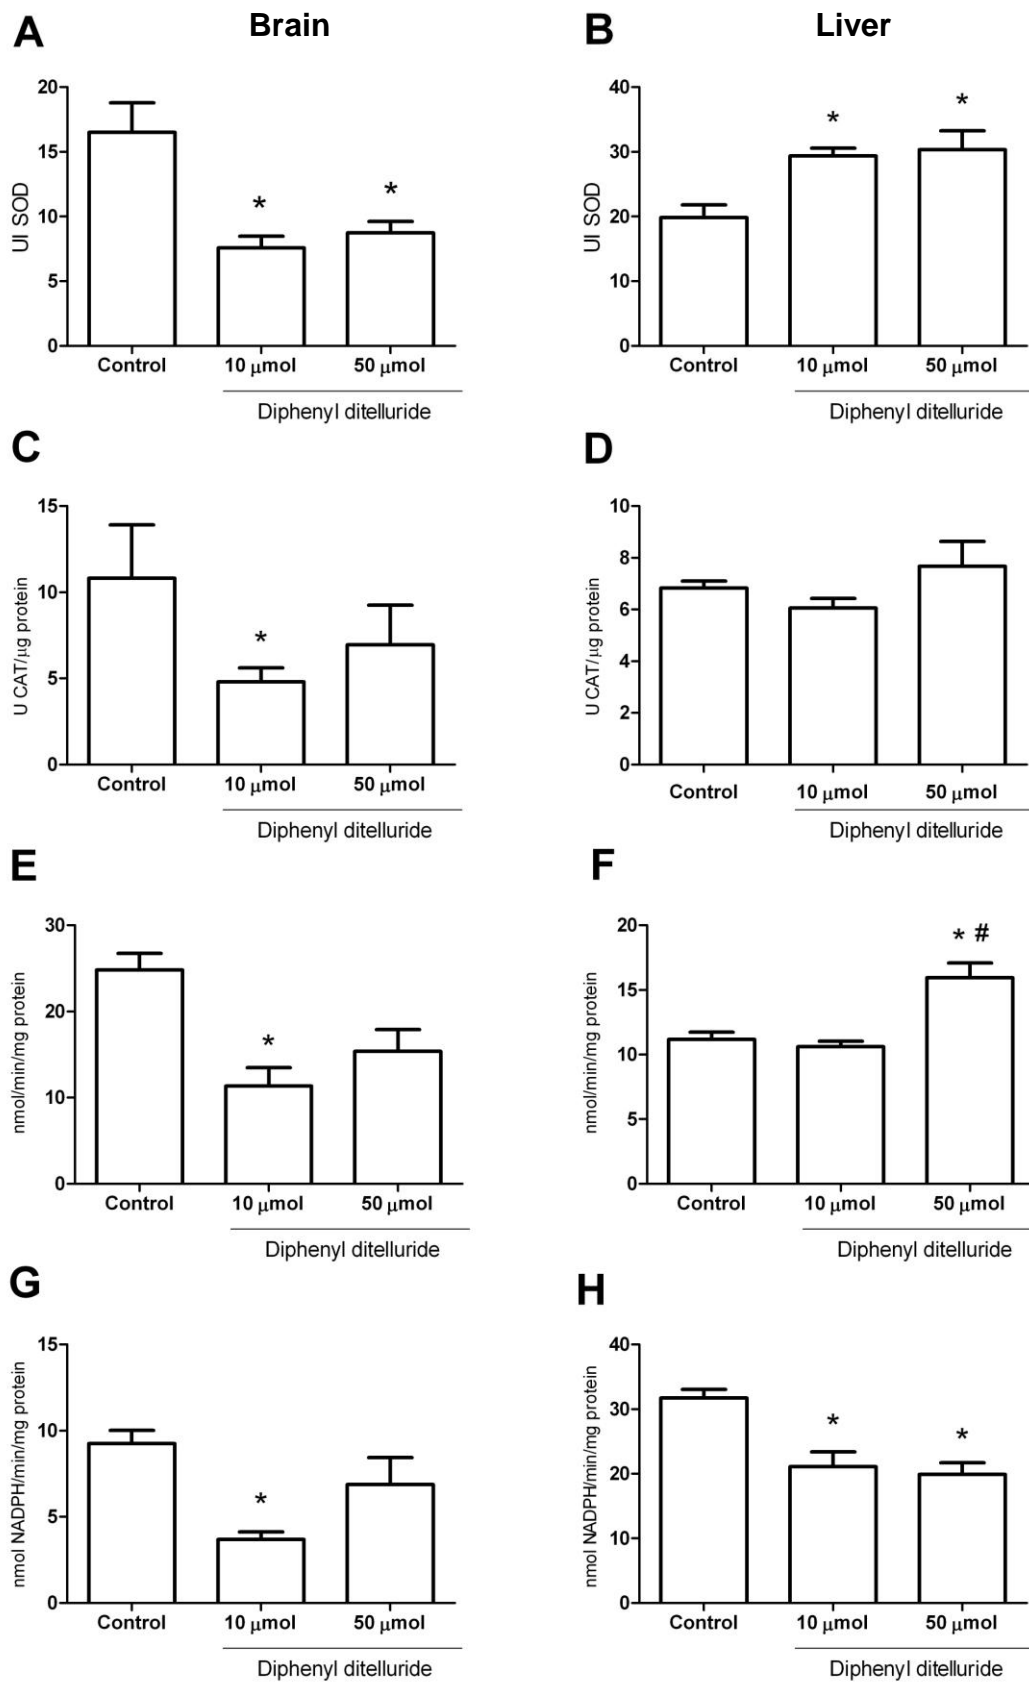 Brain
Liver
A
UI SOD
20
15
10
5
0
*
*
Control
10 μmol
50 μmol
Diphenyl ditelluride
B
UI SOD
40
30
20
10
0
*
*
Control
10 μmol
50 μmol
Diphenyl ditelluride
C
U CAT/μg protein
15
10
5
0
*
Control
10 μmol
50 μmol
Diphenyl ditelluride
D
U CAT/μg protein
10
8
6
4
2
0
Control
10 μmol
50 μmol
Diphenyl ditelluride
E
nmol/min/mg protein
30
20
10
0
*
Control
10 μmol
50 μmol
Diphenyl ditelluride
F
nmol/min/mg protein
20
15
10
5
0
* #
Control
10 μmol
50 μmol
Diphenyl ditelluride
G
nmol NADPH/min/mg protein
15
10
5
0
*
Control
10 μmol
50 μmol
Diphenyl ditelluride
H
nmol NADPH/min/mg protein
40
30
20
10
0
*
*
Control
10 μmol
50 μmol
Diphenyl ditelluride